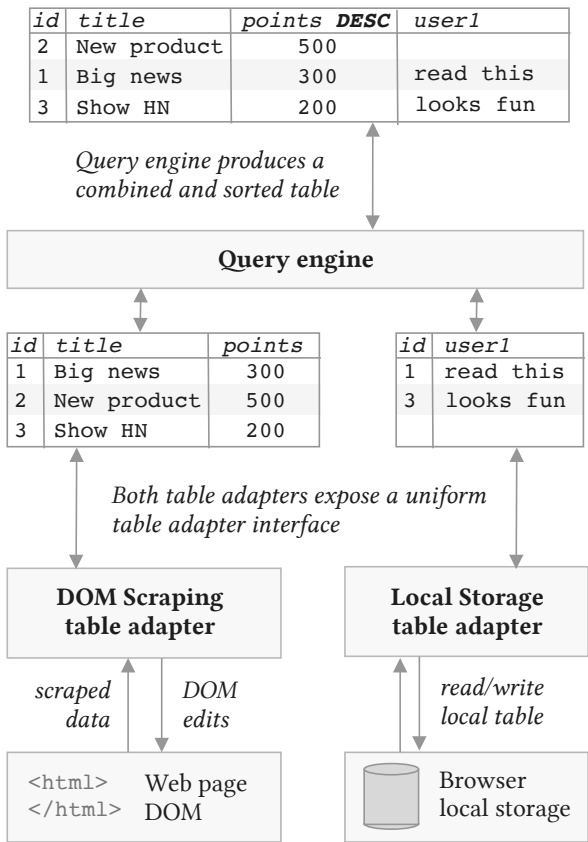 id title points DESC user1
2 New product 500
1 Big news 300 read this
3 Show HN 200 looks fun
Query engine produces a
combined and sorted table
Query engine
id title points
1 Big news 300
2 New product 500
3 Show HN 200
id user1
1 read this
3 looks fun
Both table adapters expose a uniform
table adapter interface
DOM Scraping
table adapter
Local Storage
table adapter
scraped
data
DOM
edits
read/write
local table
<html>
</html>
Web page
DOM
Browser
local storage